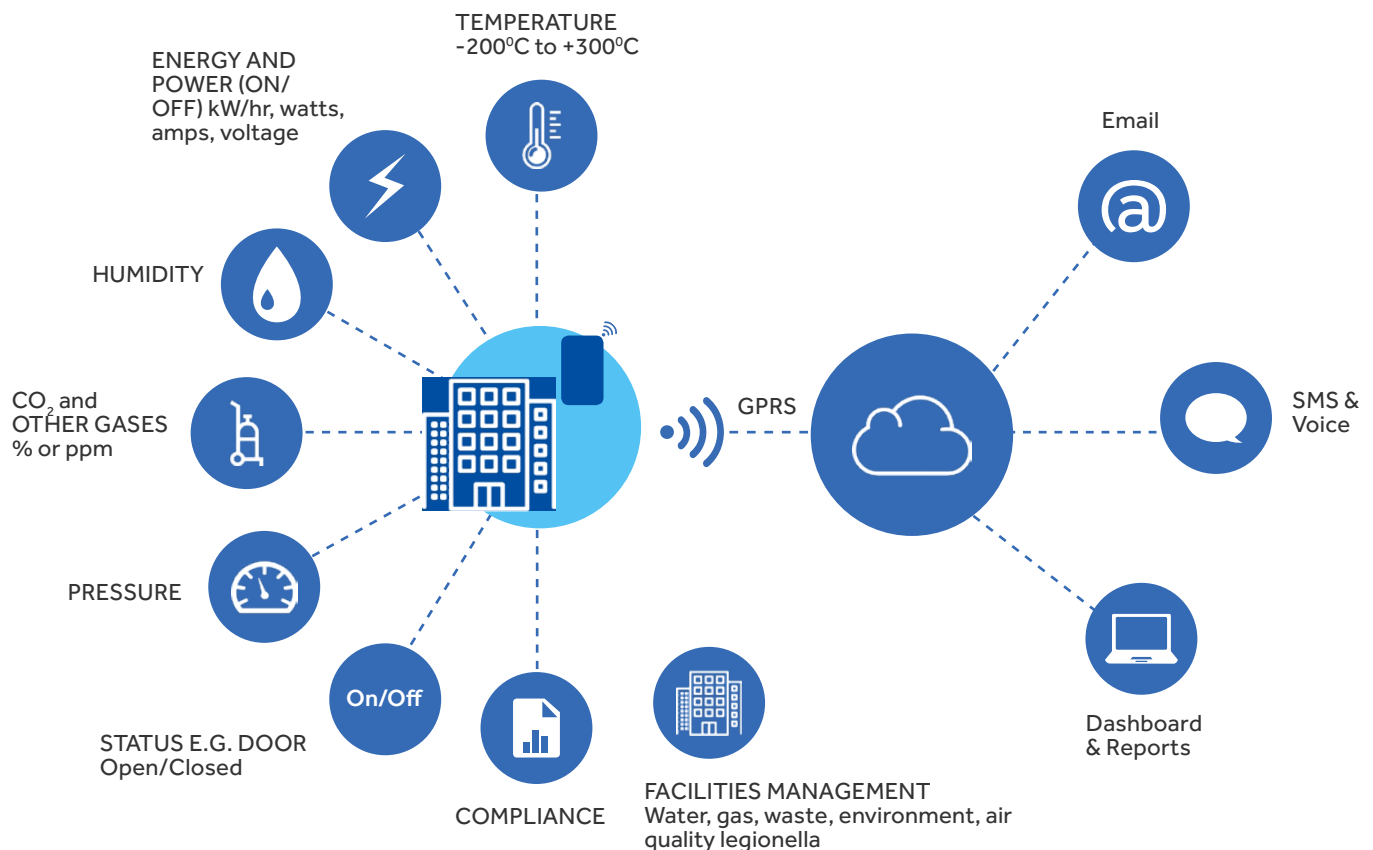 TEMPERATURE
-200⁰C to +300⁰C
ENERGY AND
POWER (ON/
OFF) kW/hr, watts,
amps, voltage
Email
@
HUMIDITY
GPRS
CO₂ and
OTHER GASES
% or ppm
SMS &
Voice
PRESSURE
On/Off
STATUS E.G. DOOR
Open/Closed
COMPLIANCE
FACILITIES MANAGEMENT
Water, gas, waste, environment, air
quality legionella
Dashboard
& Reports